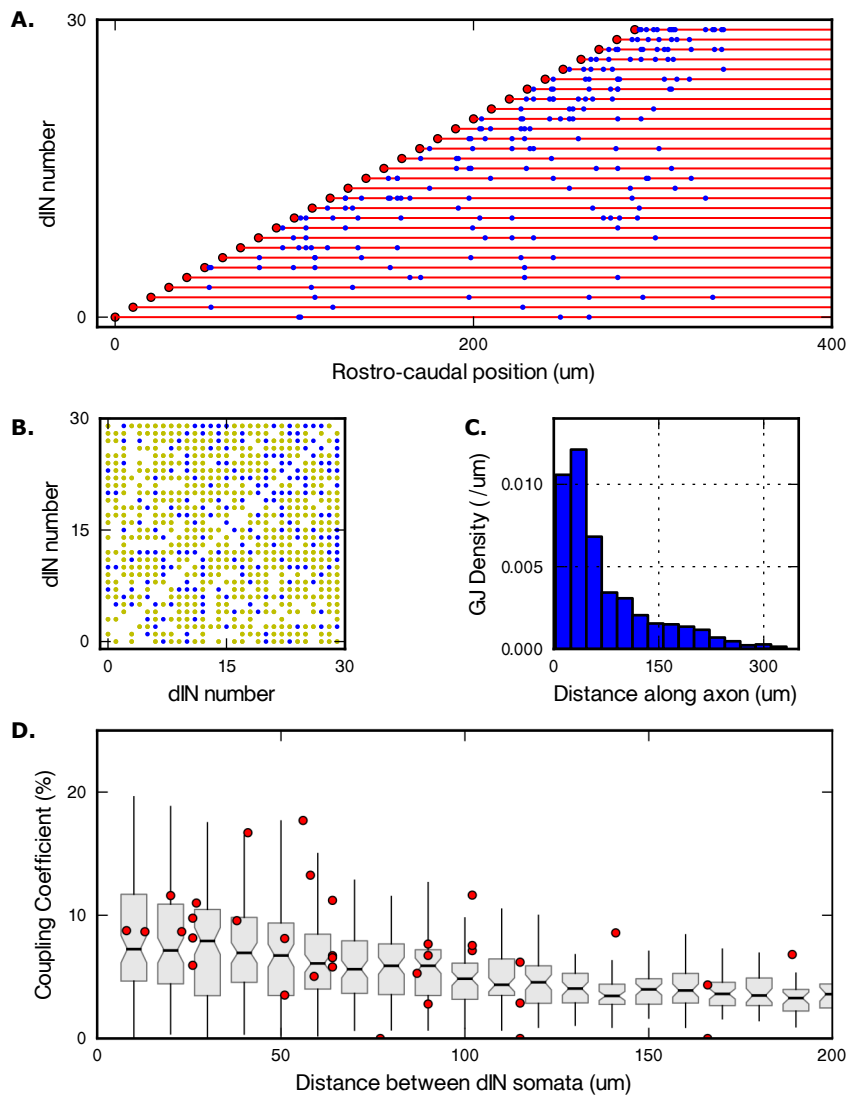 A.
30
dIN number
0
0
200
400
Rostro-caudal position (um)
B.
30
dIN number
15
0
0
15
30
dIN number
C.
GJ Density ( /um)
0.010
0.005
0.000
0
150
300
Distance along axon (um)
D.
Coupling Coefficient (%)
20
10
0
0
50
100
150
200
Distance between dIN somata (um)